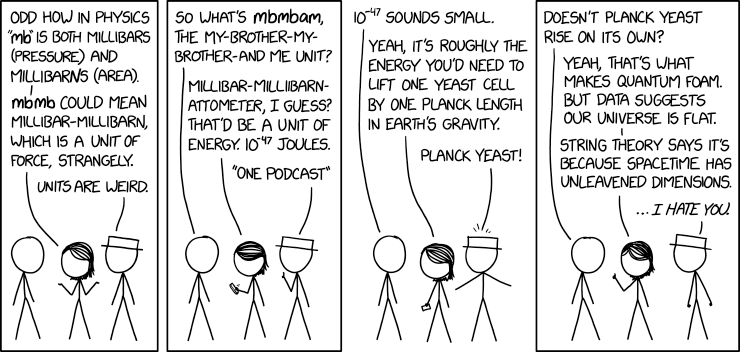 ODD HOW IN PHYSICS
"mb" IS BOTH MILLIBARS
(PRESSURE) AND
MILLIBARNS (AREA).
mbmb COULD MEAN
MILLIBAR-MILLIBARN,
WHICH IS A UNIT OF
FORCE, STRANGELY.
UNITS ARE WEIRD.
SO WHAT'S mbmbam,
THE MY-BROTHER-MY-
BROTHER-AND ME UNIT?
MILLIBAR-MILLIBARN-
ATTOMETER, I GUESS?
THAT'D BE A UNIT OF
ENERGY. 10⁻⁴⁷ JOULES.
"ONE PODCAST"
10⁻⁴⁷ SOUNDS SMALL.
YEAH, IT'S ROUGHLY THE
ENERGY YOU'D NEED TO
LIFT ONE YEAST CELL
BY ONE PLANCK LENGTH
IN EARTH'S GRAVITY.
PLANCK YEAST!
DOESN'T PLANCK YEAST
RISE ON ITS OWN?
YEAH, THAT'S WHAT
MAKES QUANTUM FOAM.
BUT DATA SUGGESTS
OUR UNIVERSE IS FLAT.
STRING THEORY SAYS IT'S
BECAUSE SPACETIME HAS
UNLEAVENED DIMENSIONS.
...I HATE YOU.